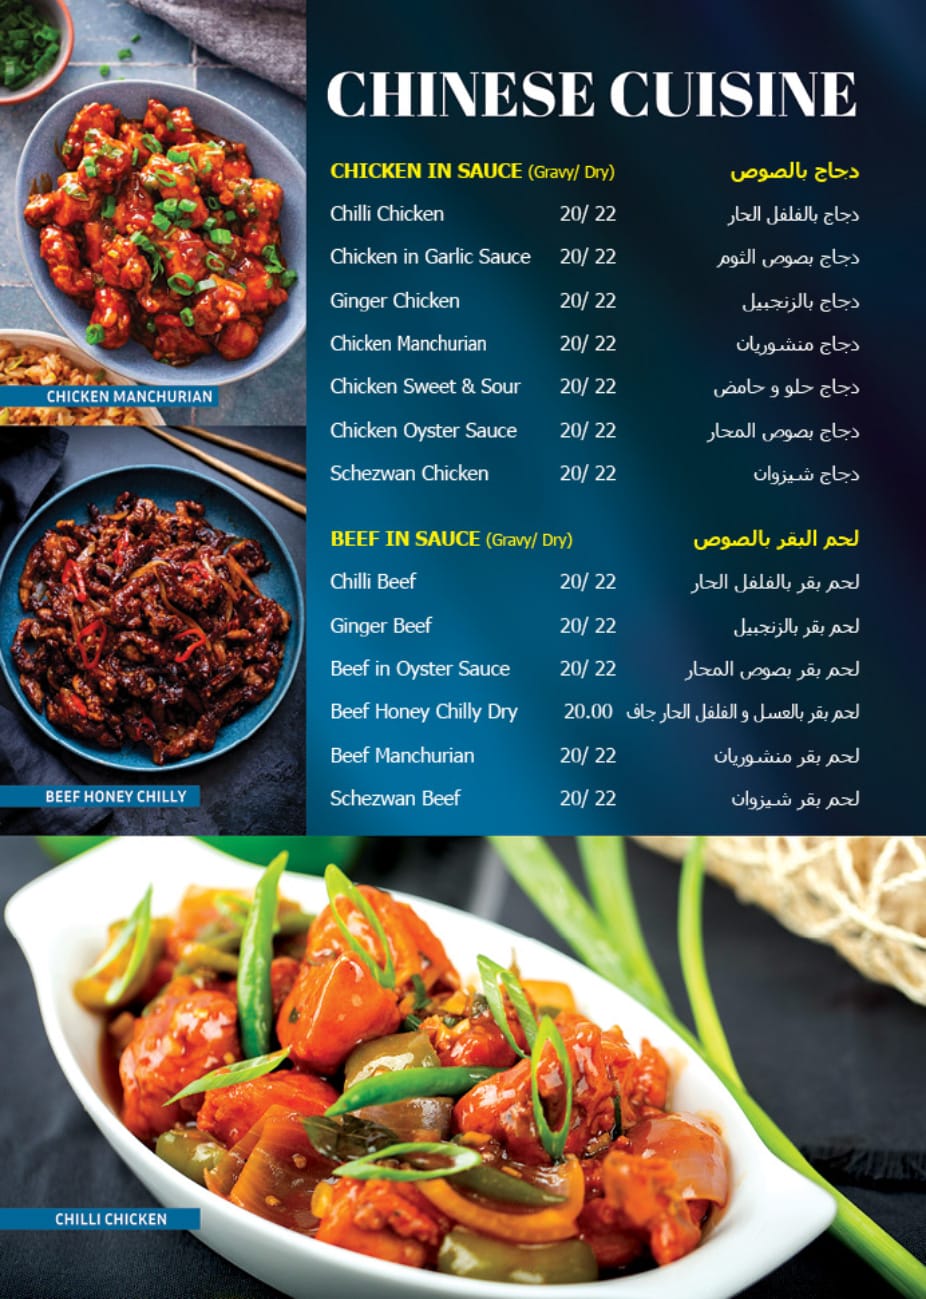 CHINESE CUISINE
CHICKEN IN SAUCE (Gravy/ Dry) دجاج بالصوص
Chilli Chicken 20/ 22 دجاج بالفلفل الحار
Chicken in Garlic Sauce 20/ 22 دجاج بصوص الثوم
Ginger Chicken 20/ 22 دجاج بالزنجبيل
Chicken Manchurian 20/ 22 دجاج منشوريان
Chicken Sweet & Sour 20/ 22 دجاج حلو و حامض
Chicken Oyster Sauce 20/ 22 دجاج بصوص المحار
Schezwan Chicken 20/ 22 دجاج شيزوان
BEEF IN SAUCE (Gravy/ Dry) لحم البقر بالصوص
Chilli Beef 20/ 22 لحم بقر بالفلفل الحار
Ginger Beef 20/ 22 لحم بقر بالزنجبيل
Beef in Oyster Sauce 20/ 22 لحم بقر بصوص المحار
Beef Honey Chilly Dry 20.00 لحم بقر بالعسل و الفلفل الحار جاف
Beef Manchurian 20/ 22 لحم بقر منشوريان
Schezwan Beef 20/ 22 لحم بقر شيزوان
CHICKEN MANCHURIAN
BEEF HONEY CHILLY
CHILLI CHICKEN